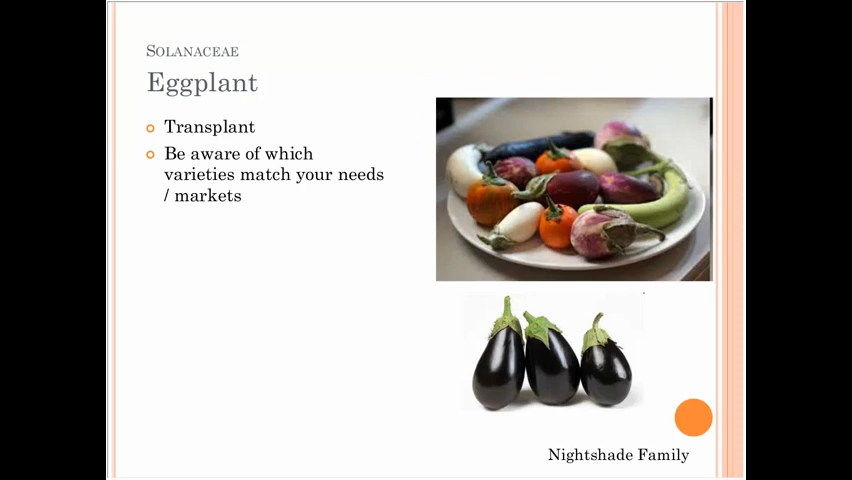 SOLANACEAE
Eggplant
Transplant
Be aware of which
varieties match your needs
/ markets
Nightshade Family